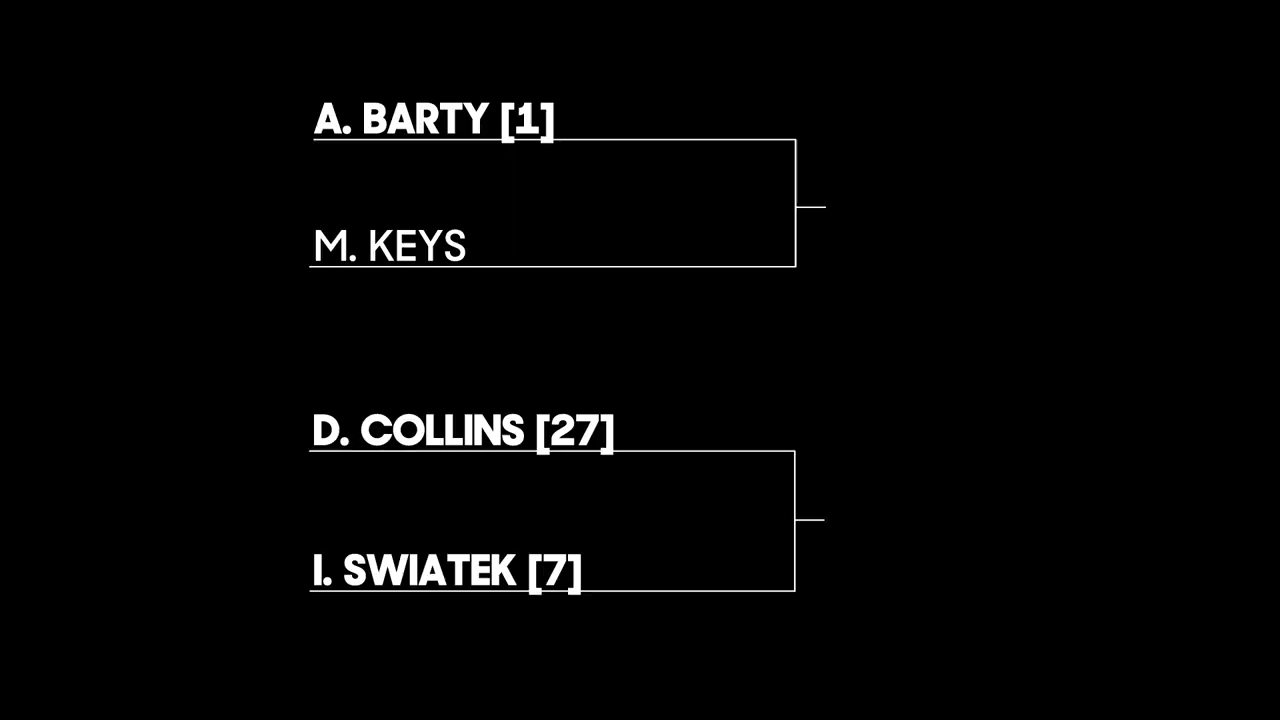 A. BARTY [1]
M. KEYS
D. COLLINS [27]
I. SWIATEK [7]